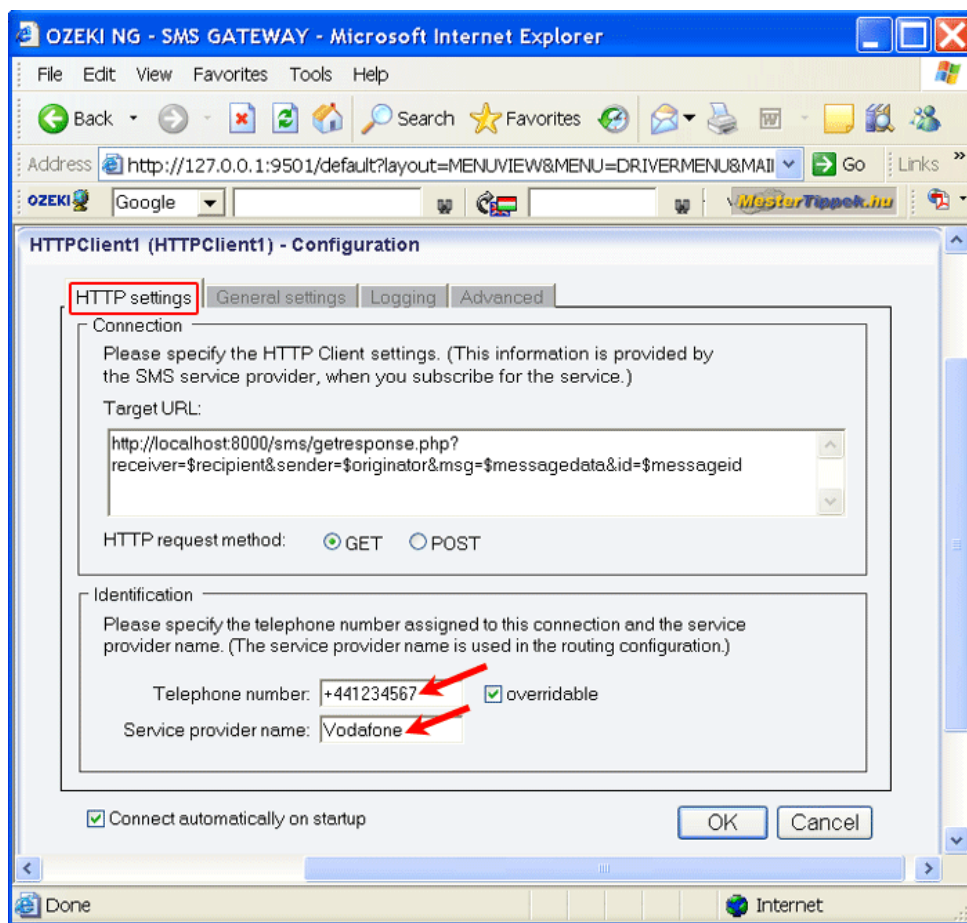 OZEKI NG - SMS GATEWAY - Microsoft Internet Explorer
File Edit View Favorites Tools Help
Back Search Favorites
Address http://127.0.0.1:9501/default?layout=MENUVIEW&MENU=DRIVERMENU&MAI Go Links »
OZEKI Google MesterTippek.hu
HTTPClient1 (HTTPClient1) - Configuration
HTTP settings General settings Logging Advanced
Connection
Please specify the HTTP Client settings. (This information is provided by
the SMS service provider, when you subscribe for the service.)
Target URL:
http://localhost:8000/sms/getresponse.php?
receiver=$recipient&sender=$originator&msg=$messagedata&id=$messageid
HTTP request method: GET POST
Identification
Please specify the telephone number assigned to this connection and the service
provider name. (The service provider name is used in the routing configuration.)
Telephone number: +441234567 overridable
Service provider name: Vodafone
Connect automatically on startup OK Cancel
Done Internet